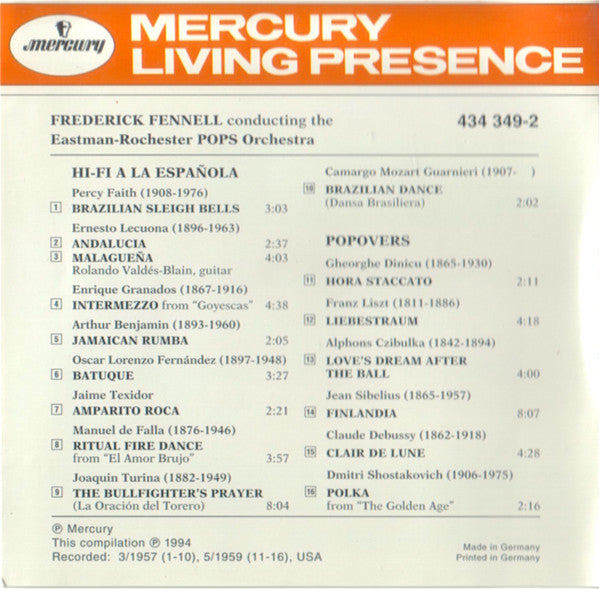 mercury
MERCURY
LIVING PRESENCE
FREDERICK FENNELL conducting the
Eastman-Rochester POPS Orchestra
434 349-2
HI-FI A LA ESPAÑOLA
Percy Faith (1908-1976)
1 BRAZILIAN SLEIGH BELLS 3:03
Ernesto Lecuona (1896-1963)
2 ANDALUCIA 2:37
3 MALAGUEÑA 4:03
Rolando Valdés-Blain, guitar
Enrique Granados (1867-1916)
4 INTERMEZZO from "Goyescas" 4:38
Arthur Benjamin (1893-1960)
5 JAMAICAN RUMBA 2:05
Oscar Lorenzo Fernández (1897-1948)
6 BATUQUE 3:27
Jaime Texidor
7 AMPARITO ROCA 2:21
Manuel de Falla (1876-1946)
8 RITUAL FIRE DANCE
from "El Amor Brujo" 3:57
Joaquin Turina (1882-1949)
9 THE BULLFIGHTER'S PRAYER
(La Oración del Torero) 8:04
Camargo Mozart Guarnieri (1907- )
10 BRAZILIAN DANCE
(Dansa Brasiliera) 2:02
POPOVERS
Gheorghe Dinicu (1865-1930)
11 HORA STACCATO 2:11
Franz Liszt (1811-1886)
12 LIEBESTRAUM 4:18
Alphons Czibulka (1842-1894)
13 LOVE'S DREAM AFTER
THE BALL 4:00
Jean Sibelius (1865-1957)
14 FINLANDIA 8:07
Claude Debussy (1862-1918)
15 CLAIR DE LUNE 4:28
Dmitri Shostakovich (1906-1975)
16 POLKA
from "The Golden Age" 2:16
℗ Mercury
This compilation ℗ 1994
Recorded: 3/1957 (1-10), 5/1959 (11-16), USA
Made in Germany
Printed in Germany